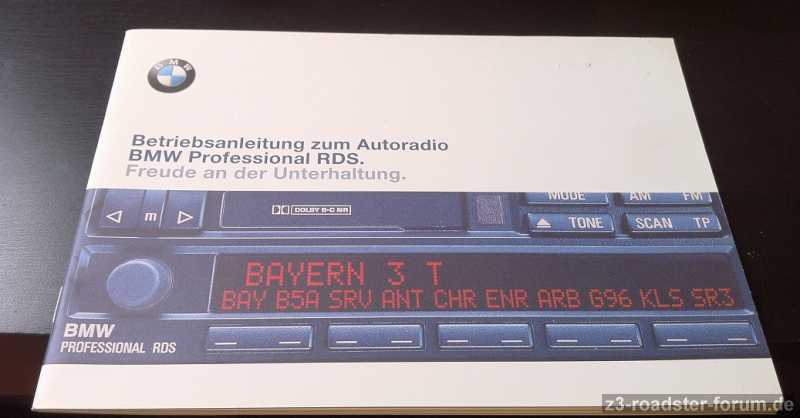 BMW
Betriebsanleitung zum Autoradio
BMW Professional RDS.
Freude an der Unterhaltung.
MODE AM FM
m DOLBY B-C NR TONE SCAN TP
BAYERN 3 T
BAY B5A SRV ANT CHR ENR ARB G96 KLS SR3
BMW
PROFESSIONAL RDS
z3-roadster-forum.de